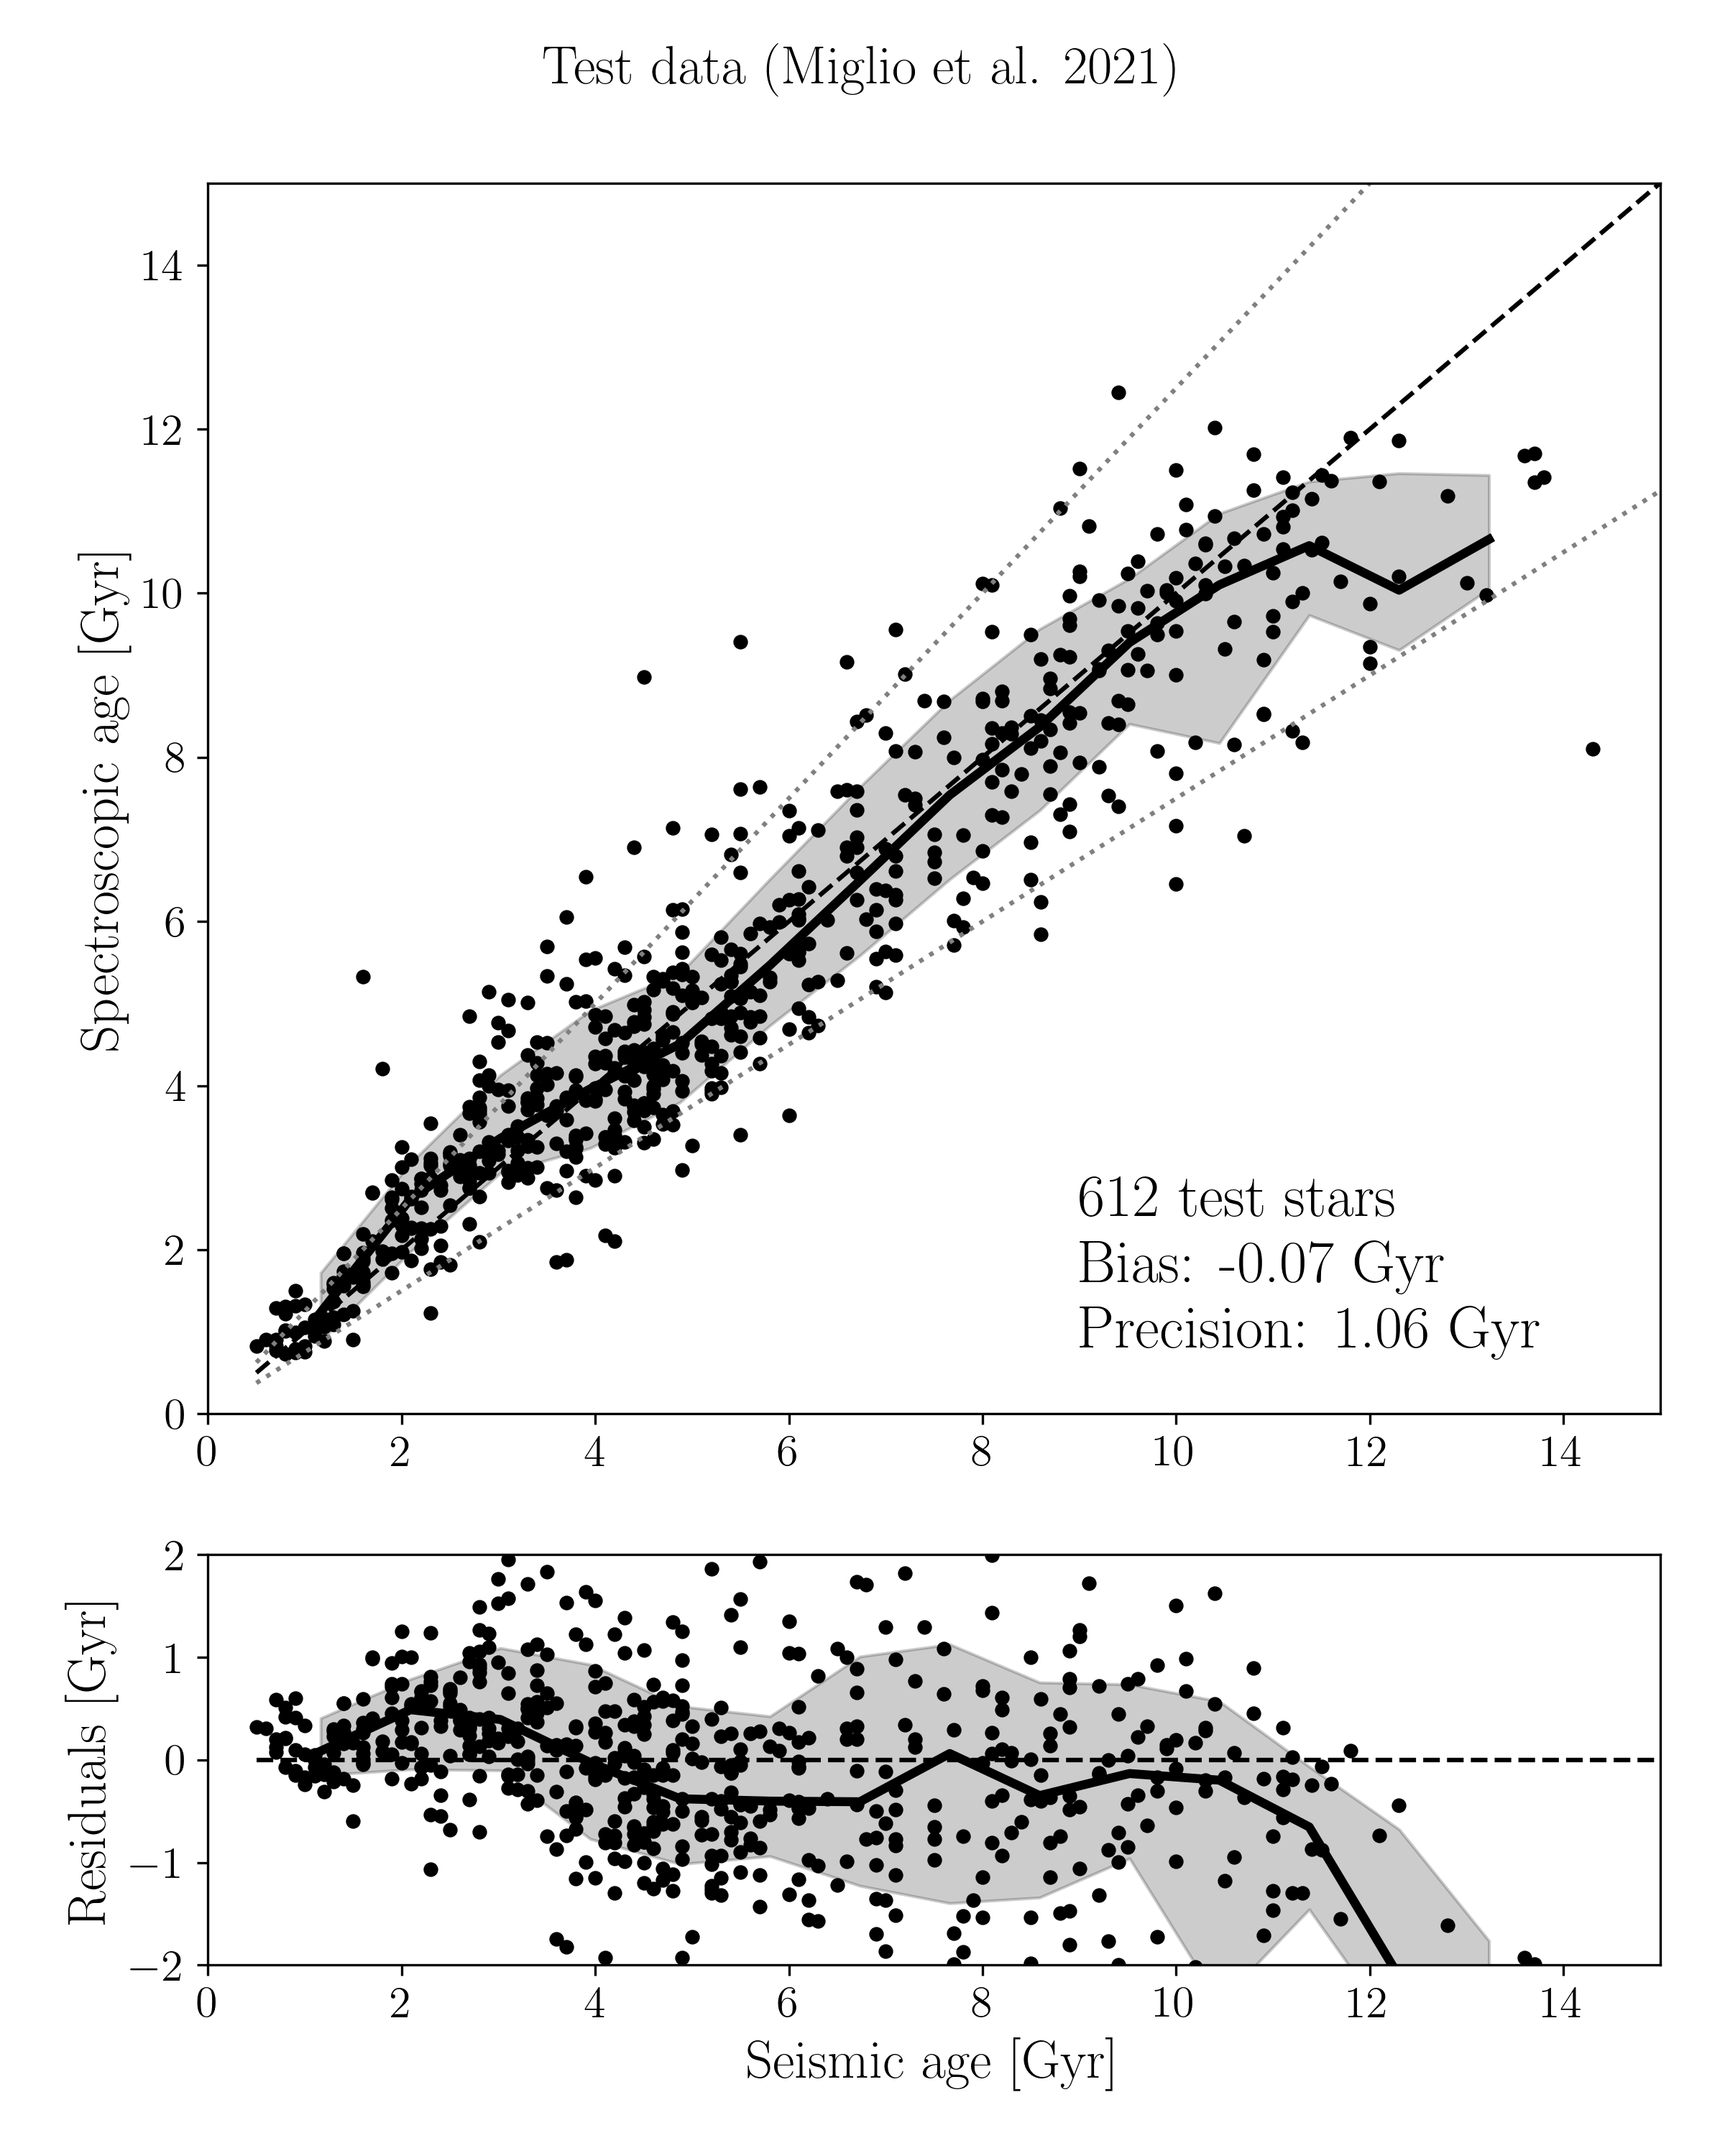 Test data (Miglio et al. 2021)
Spectroscopic age [Gyr]
14
12
10
8
6
4
2
0
612 test stars
Bias: -0.07 Gyr
Precision: 1.06 Gyr
0 2 4 6 8 10 12 14
Residuals [Gyr]
2
1
0
−1
−2
0 2 4 6 8 10 12 14
Seismic age [Gyr]